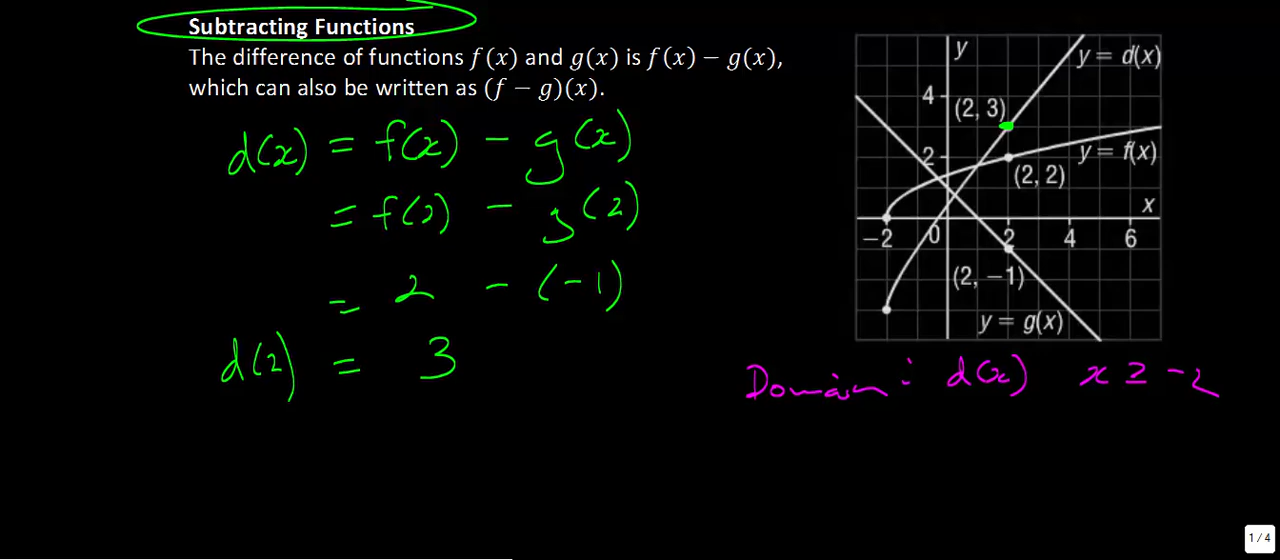 Subtracting Functions
The difference of functions f(x) and g(x) is f(x) − g(x),
which can also be written as (f − g)(x).
d(x) = f(x) − g(x)
= f(2) − g(2)
= 2 − (−1)
d(2) = 3
y
y = d(x)
4
(2, 3)
2
y = f(x)
(2, 2)
x
−2 0 2 4 6
(2, −1)
y = g(x)
Domain: d(x) x ≥ −2
1 / 4